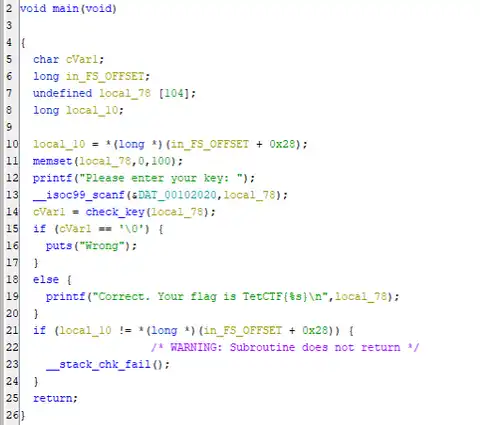 2 void main(void)
3
4 {
5 char cVar1;
6 long in_FS_OFFSET;
7 undefined local_78 [104];
8 long local_10;
9
10 local_10 = *(long *)(in_FS_OFFSET + 0x28);
11 memset(local_78,0,100);
12 printf("Please enter your key: ");
13 __isoc99_scanf(&DAT_00102020,local_78);
14 cVar1 = check_key(local_78);
15 if (cVar1 == '\0') {
16 puts("Wrong");
17 }
18 else {
19 printf("Correct. Your flag is TetCTF{%s}\n",local_78);
20 }
21 if (local_10 != *(long *)(in_FS_OFFSET + 0x28)) {
22 /* WARNING: Subroutine does not return */
23 __stack_chk_fail();
24 }
25 return;
26 }